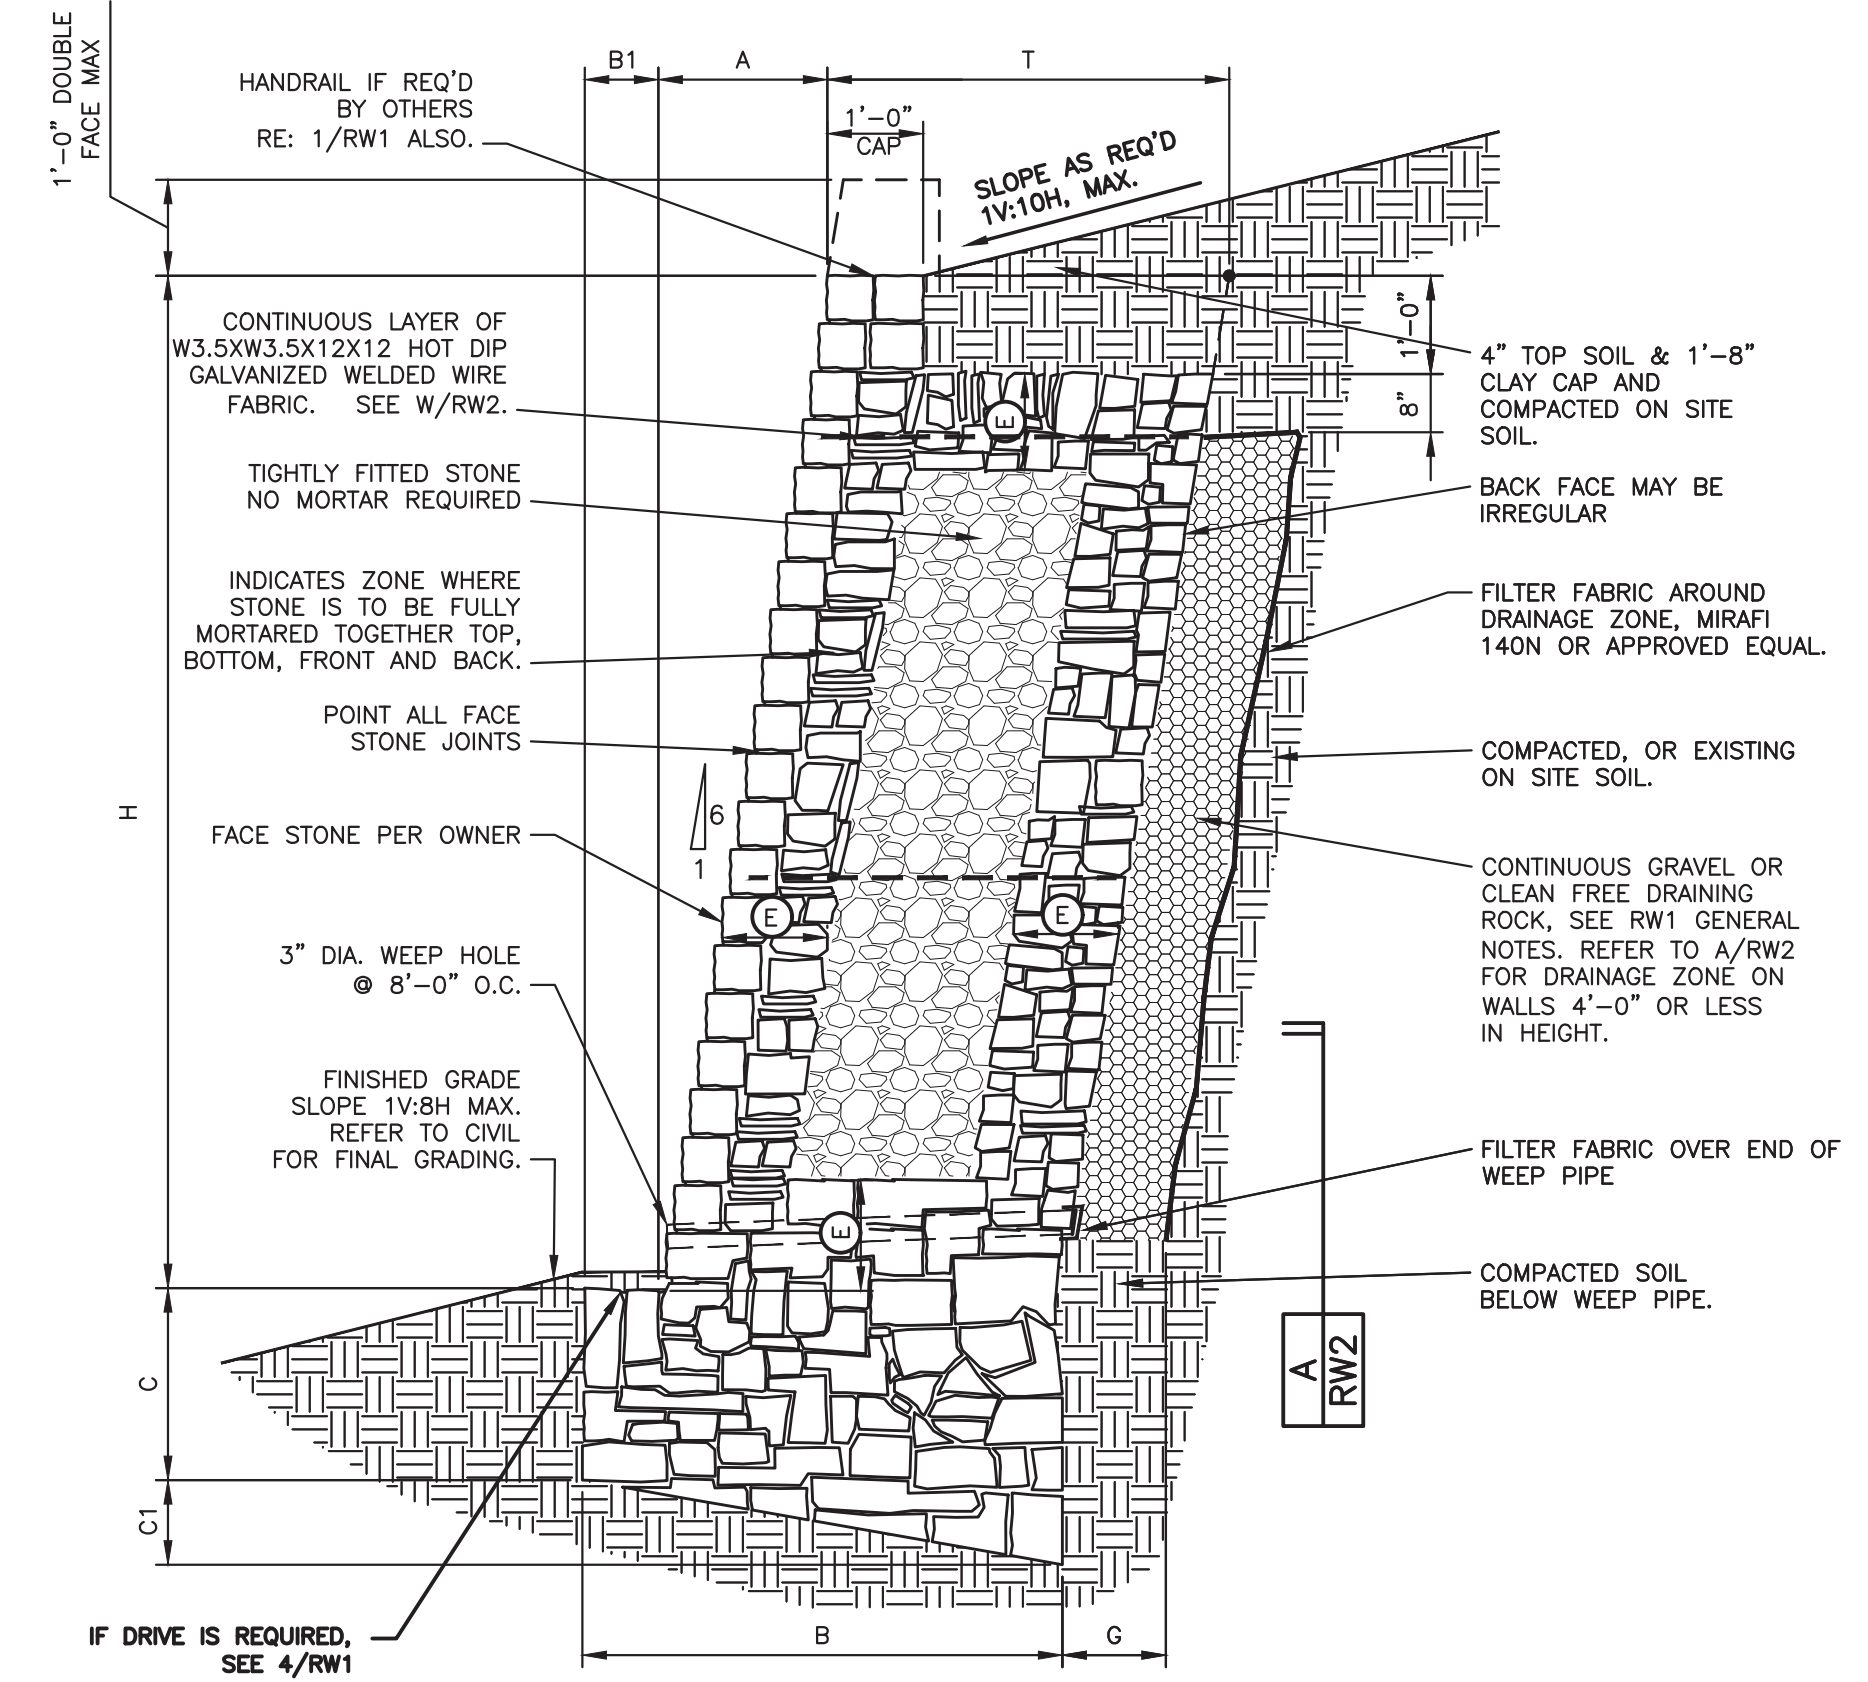 1'-0" DOUBLE
FACE MAX
HANDRAIL IF REQ'D
BY OTHERS
RE: 1/RW1 ALSO.
B1
A
T
1'-0"
CAP
SLOPE AS REQ'D
1V:10H, MAX.
CONTINUOUS LAYER OF
W3.5XW3.5X12X12 HOT DIP
GALVANIZED WELDED WIRE
FABRIC. SEE W/RW2.
TIGHTLY FITTED STONE
NO MORTAR REQUIRED
INDICATES ZONE WHERE
STONE IS TO BE FULLY
MORTARED TOGETHER TOP,
BOTTOM, FRONT AND BACK.
POINT ALL FACE
STONE JOINTS
6
1
H
FACE STONE PER OWNER
3" DIA. WEEP HOLE
@ 8'-0" O.C.
FINISHED GRADE
SLOPE 1V:8H MAX.
REFER TO CIVIL
FOR FINAL GRADING.
E
E
E
E
1'-0"
8"
4" TOP SOIL & 1'-8"
CLAY CAP AND
COMPACTED ON SITE
SOIL.
BACK FACE MAY BE
IRREGULAR
FILTER FABRIC AROUND
DRAINAGE ZONE, MIRAFI
140N OR APPROVED EQUAL.
COMPACTED, OR EXISTING
ON SITE SOIL.
CONTINUOUS GRAVEL OR
CLEAN FREE DRAINING
ROCK, SEE RW1 GENERAL
NOTES. REFER TO A/RW2
FOR DRAINAGE ZONE ON
WALLS 4'-0" OR LESS
IN HEIGHT.
FILTER FABRIC OVER END OF
WEEP PIPE
COMPACTED SOIL
BELOW WEEP PIPE.
A
RW2
C
C1
IF DRIVE IS REQUIRED,
SEE 4/RW1
B
G